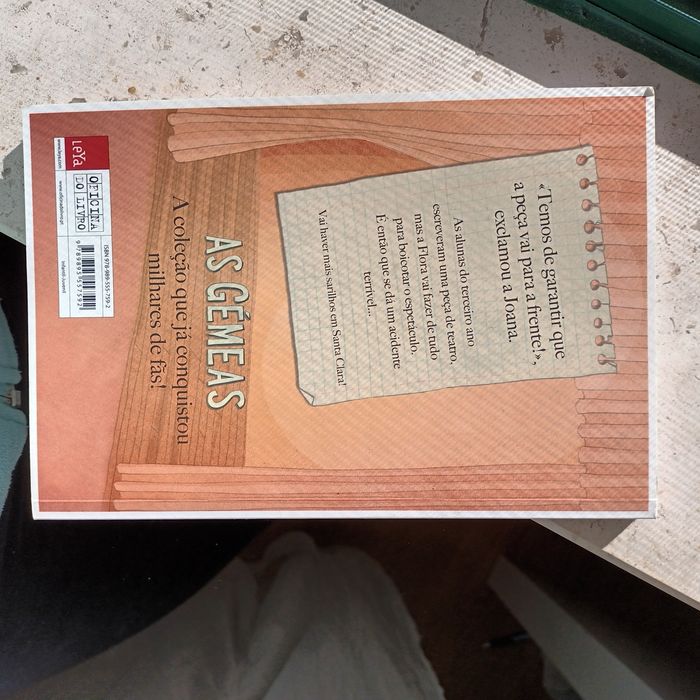 «Temos de garantir que
a peça vai para a frente!»,
exclamou a Joana.
As alunas do terceiro ano
escreveram uma peça de teatro,
mas a Flora vai fazer de tudo
para boicotar o espetáculo.
E então que se dá um acidente
terrível...
Vai haver mais sarilhos em Santa Clara!
AS GÉMEAS
A coleção que já conquistou
milhares de fãs!
LeYa
www.leya.com
OFICINA
DO LIVRO
www.oficinadolivro.pt
ISBN 978-989-555-759-2
9 789895 557592
Infantil-Juvenil